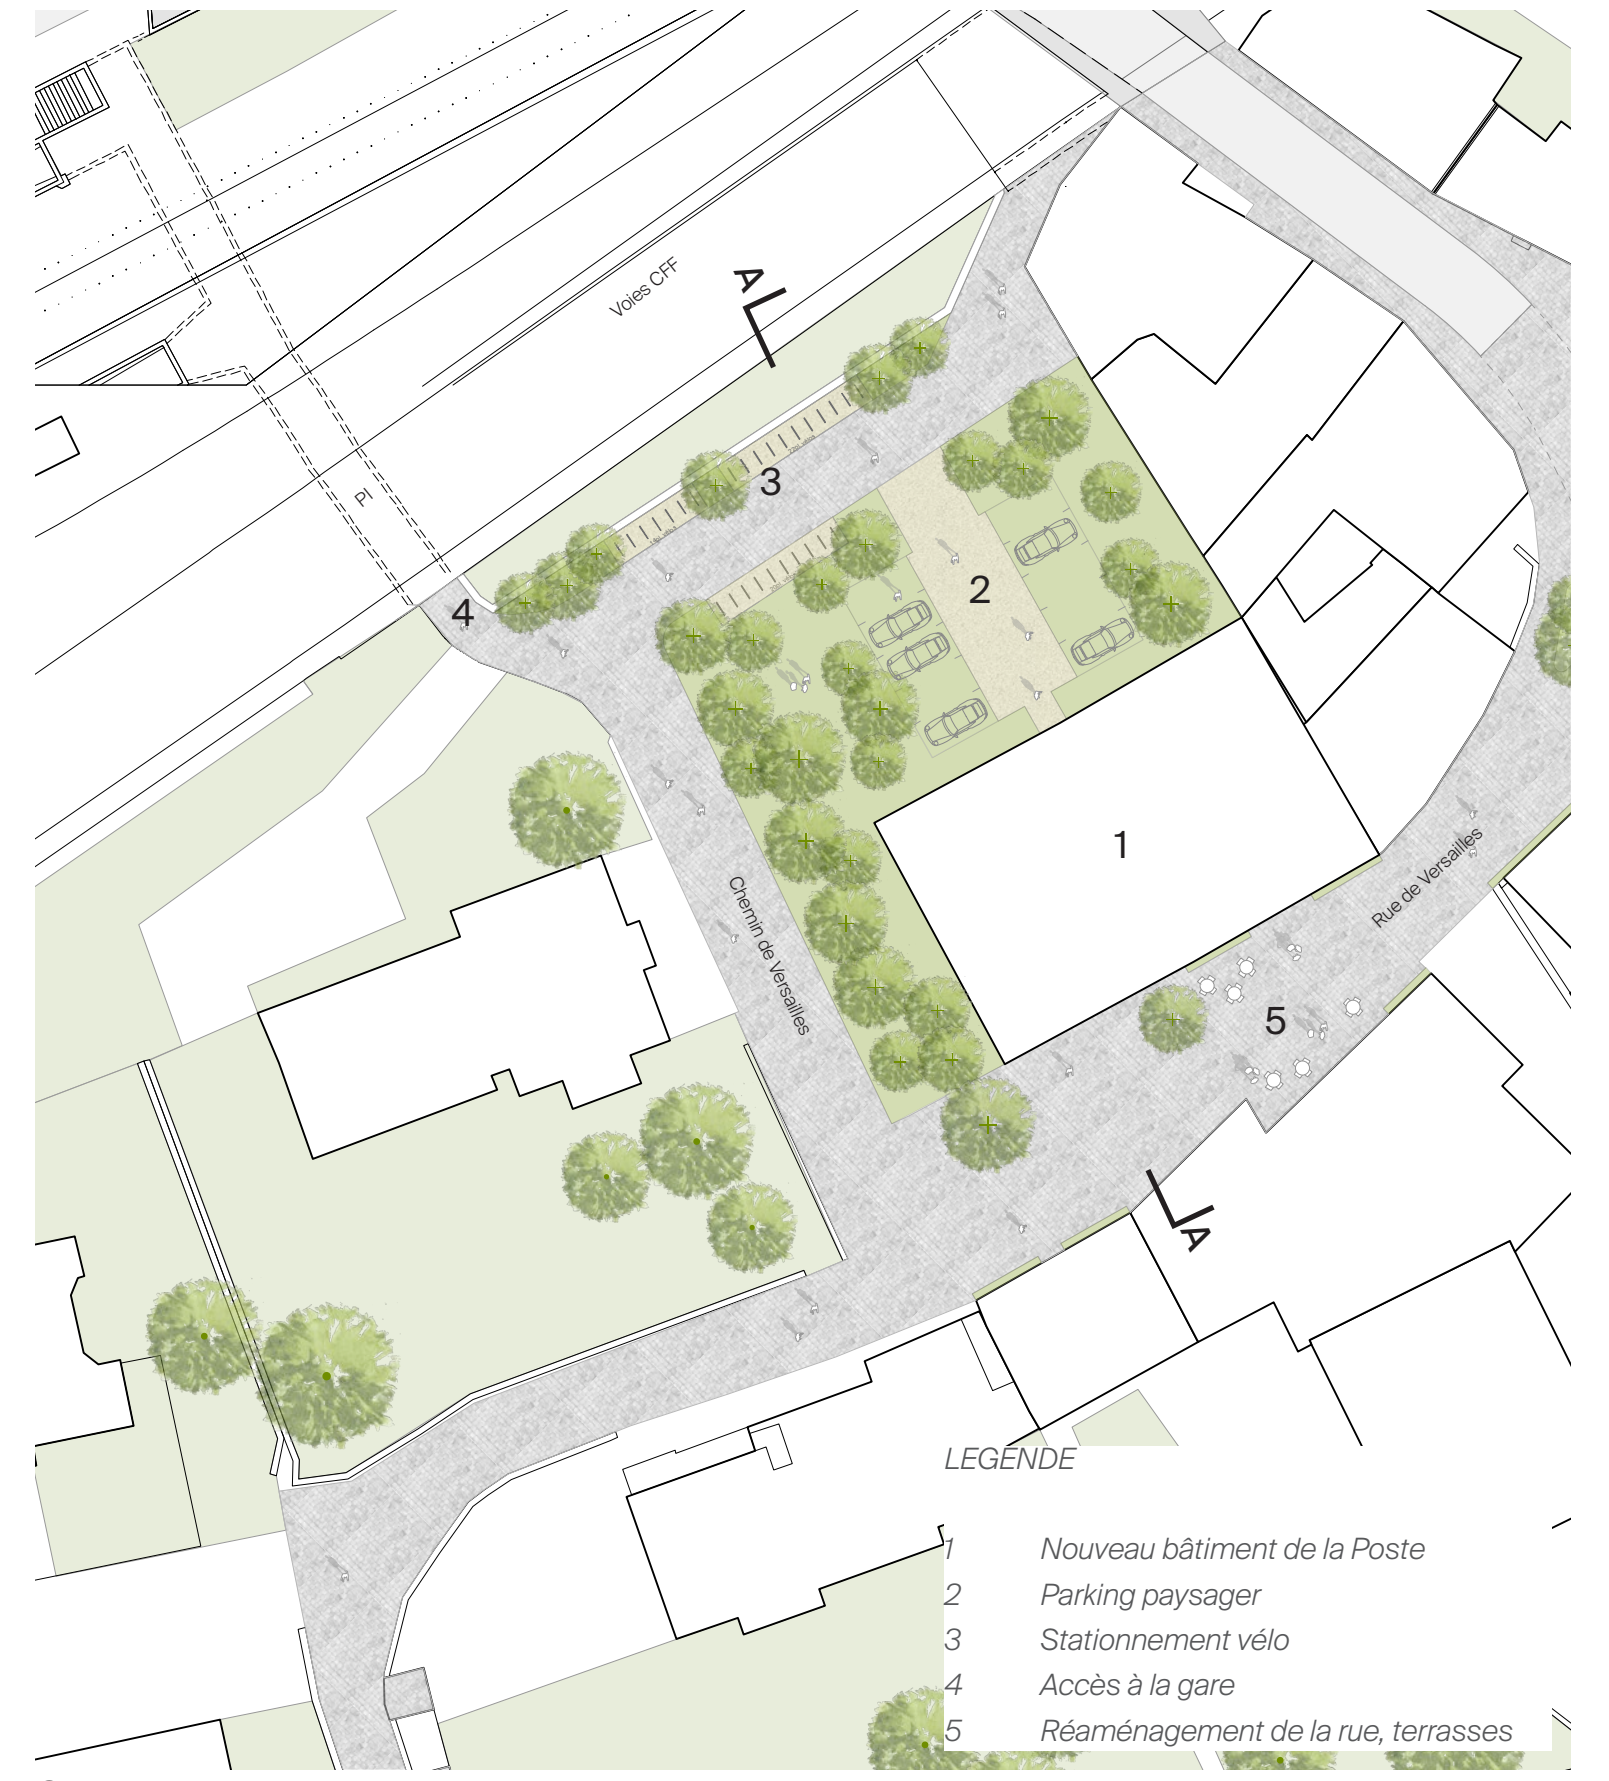 A
Voies CFF
PI
3
4
2
1
Chemin de Versailles
Rue de Versailles
5
A
LEGENDE
1 Nouveau bâtiment de la Poste
2 Parking paysager
3 Stationnement vélo
4 Accès à la gare
5 Réaménagement de la rue, terrasses